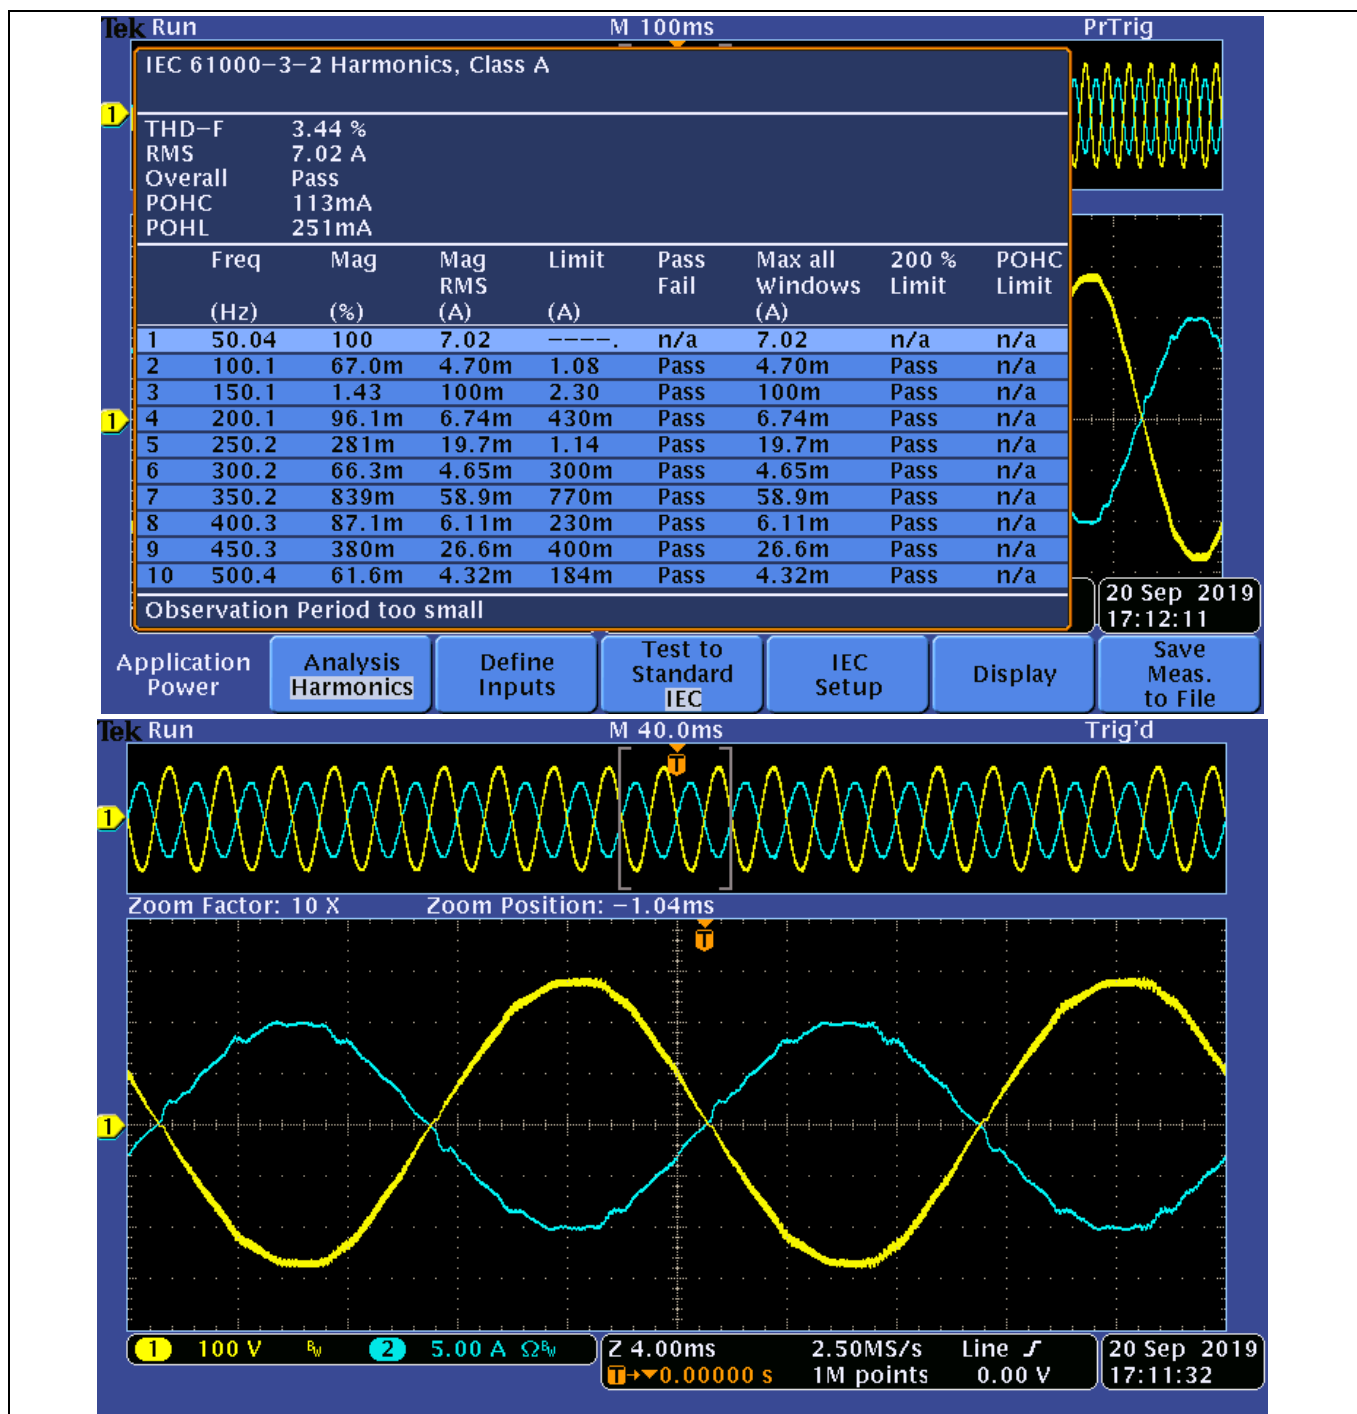 Tek Run M 100ms PrTrig
IEC 61000-3-2 Harmonics, Class A
1
THD-F 3.44 %
RMS 7.02 A
Overall Pass
POHC 113mA
POHL 251mA
Freq Mag Mag Limit Pass Max all 200 % POHC
RMS Fail Windows Limit Limit
(Hz) (%) (A) (A) (A)
1 50.04 100 7.02 ----. n/a 7.02 n/a n/a
2 100.1 67.0m 4.70m 1.08 Pass 4.70m Pass n/a
3 150.1 1.43 100m 2.30 Pass 100m Pass n/a
1
4 200.1 96.1m 6.74m 430m Pass 6.74m Pass n/a
5 250.2 281m 19.7m 1.14 Pass 19.7m Pass n/a
6 300.2 66.3m 4.65m 300m Pass 4.65m Pass n/a
7 350.2 839m 58.9m 770m Pass 58.9m Pass n/a
8 400.3 87.1m 6.11m 230m Pass 6.11m Pass n/a
9 450.3 380m 26.6m 400m Pass 26.6m Pass n/a
10 500.4 61.6m 4.32m 184m Pass 4.32m Pass n/a
Observation Period too small
20 Sep 2019
17:12:11
Application Power
Analysis
Harmonics
Define
Inputs
Test to
Standard
IEC
IEC
Setup
Display
Save
Meas.
to File
Tek Run M 40.0ms Trig'd
T
1
Zoom Factor: 10 X Zoom Position: -1.04ms
T
1
1 100 V BW 2 5.00 A ΩBW
Z 4.00ms 2.50MS/s Line
T→▼0.00000 s 1M points 0.00 V
20 Sep 2019
17:11:32